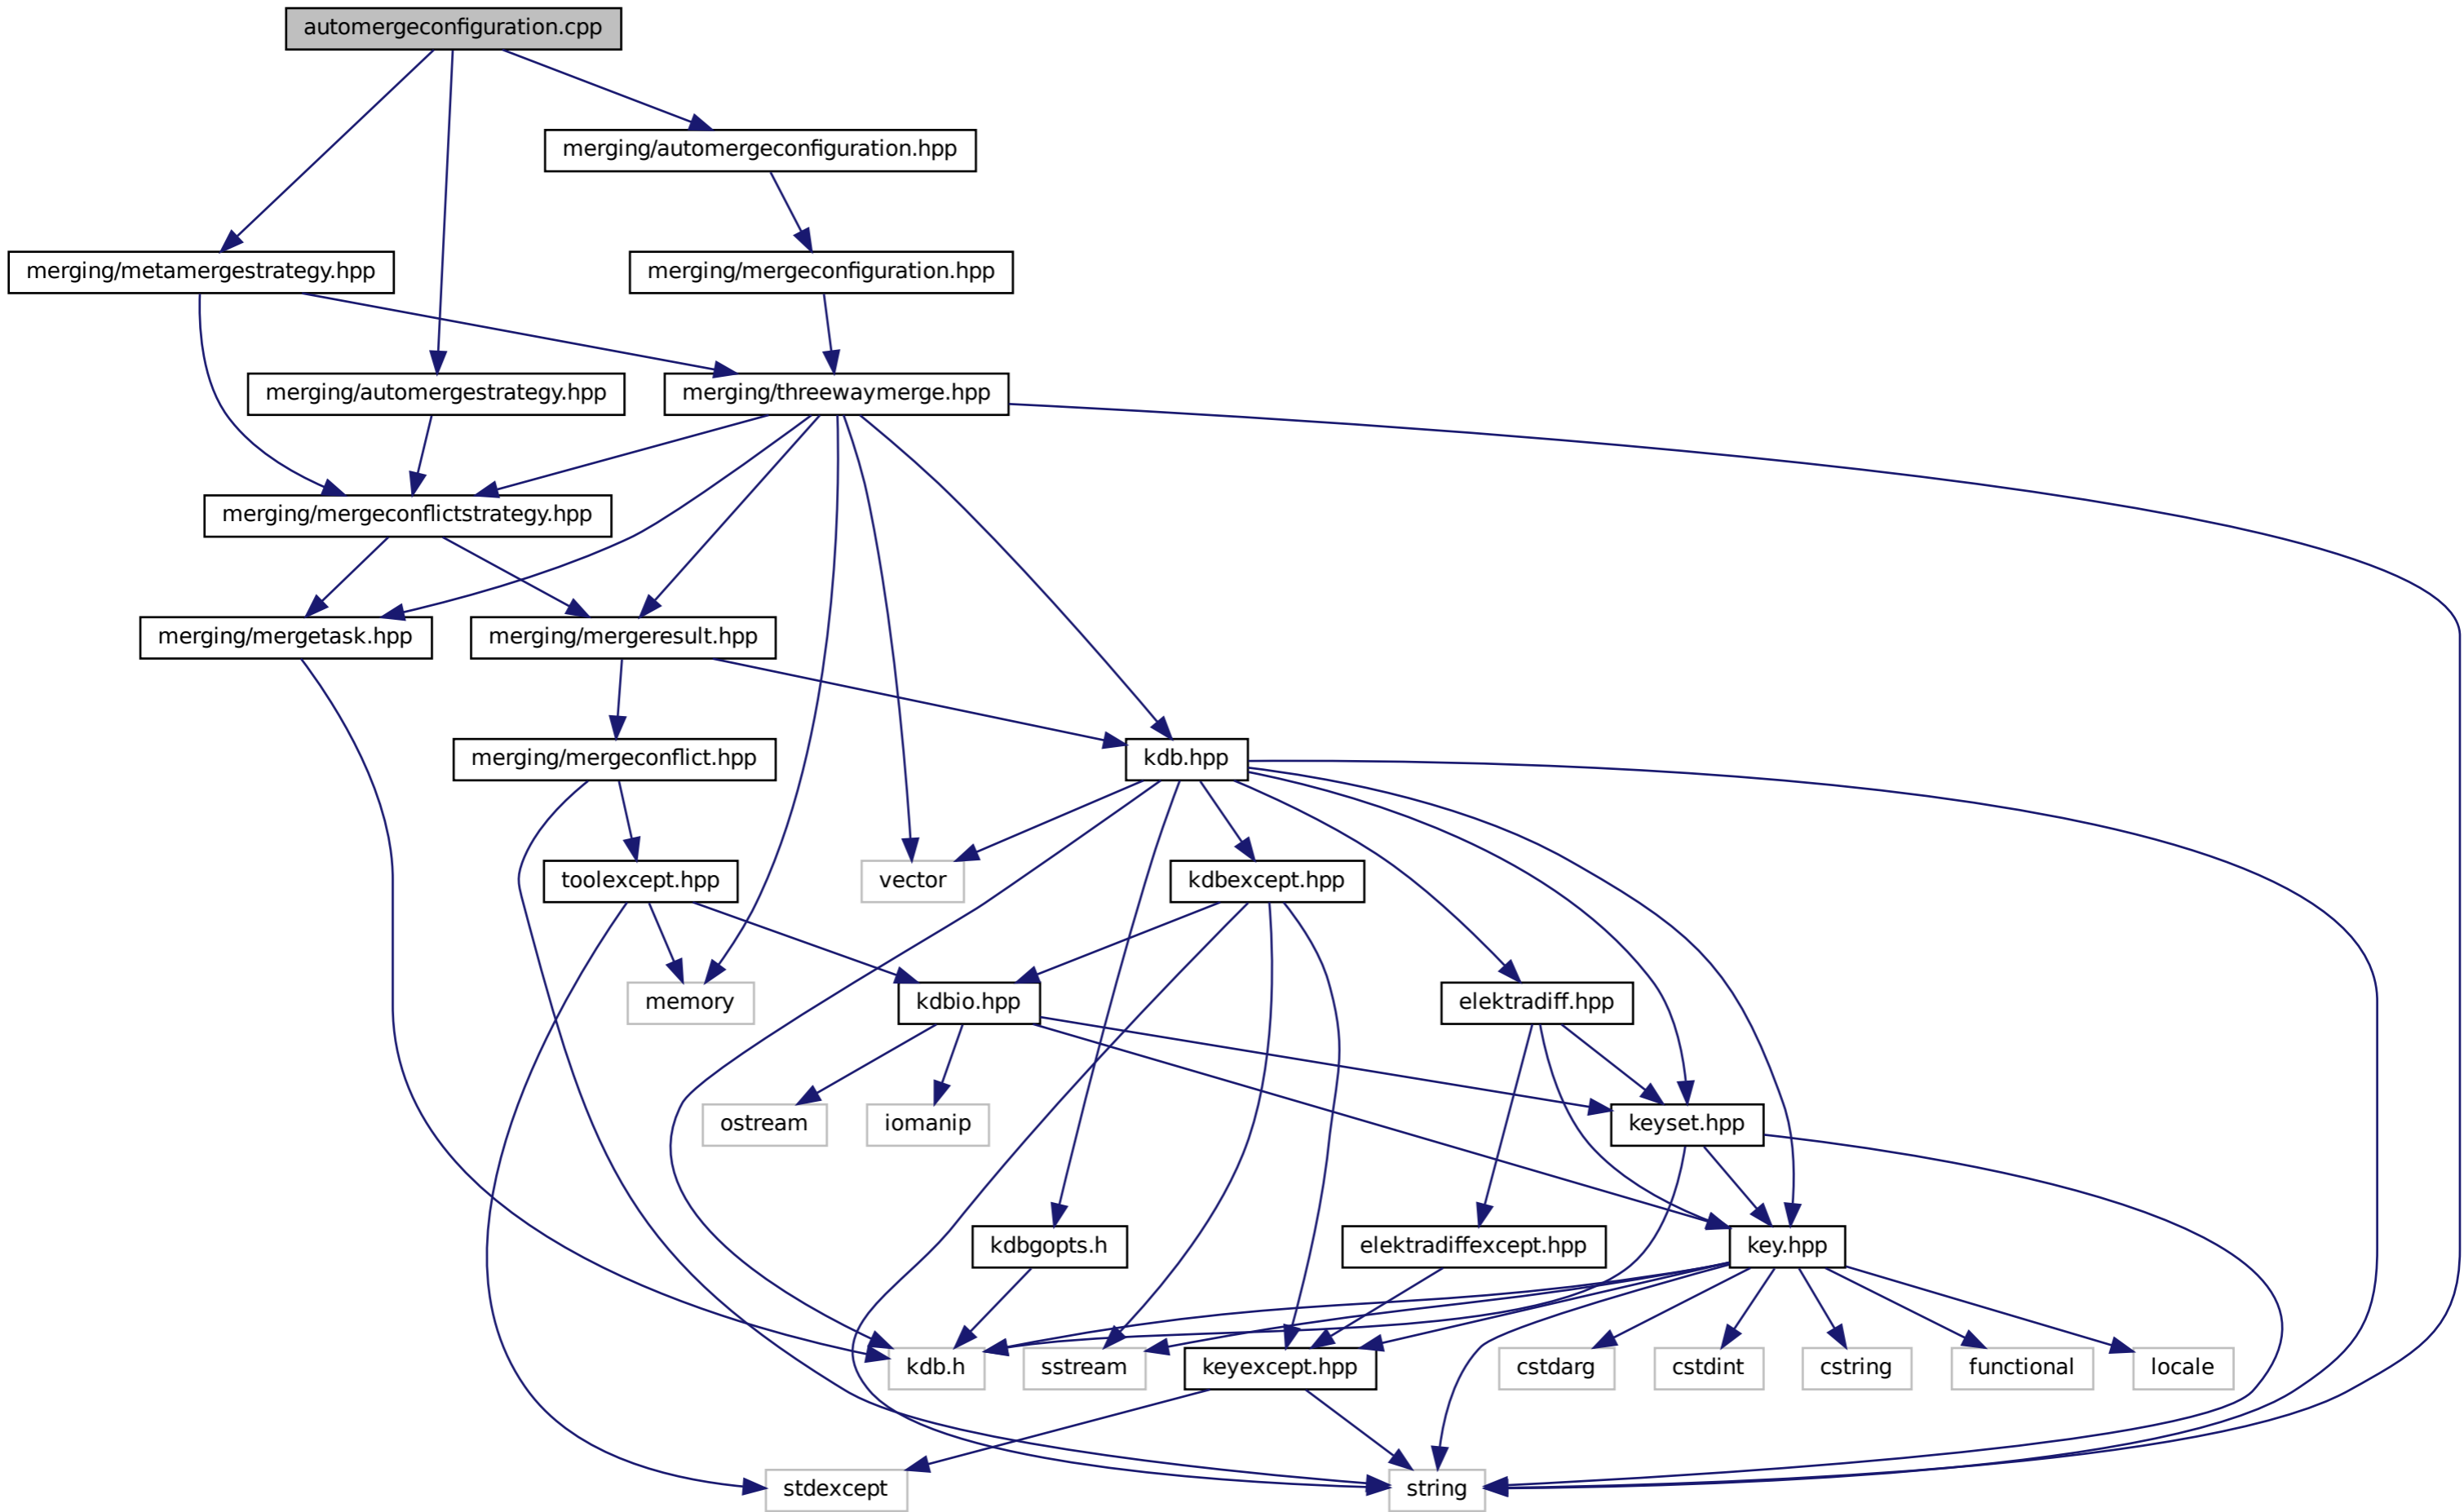 automergeconfiguration.cpp
merging/automergeconfiguration.hpp
merging/metamergestrategy.hpp
merging/mergeconfiguration.hpp
merging/automergestrategy.hpp
merging/threewaymerge.hpp
merging/mergeconflictstrategy.hpp
merging/mergetask.hpp
merging/mergeresult.hpp
merging/mergeconflict.hpp
kdb.hpp
toolexcept.hpp
vector
kdbexcept.hpp
memory
kdbio.hpp
elektradiff.hpp
ostream
iomanip
keyset.hpp
kdbgopts.h
elektradiffexcept.hpp
key.hpp
kdb.h
sstream
keyexcept.hpp
cstdarg
cstdint
cstring
functional
locale
stdexcept
string